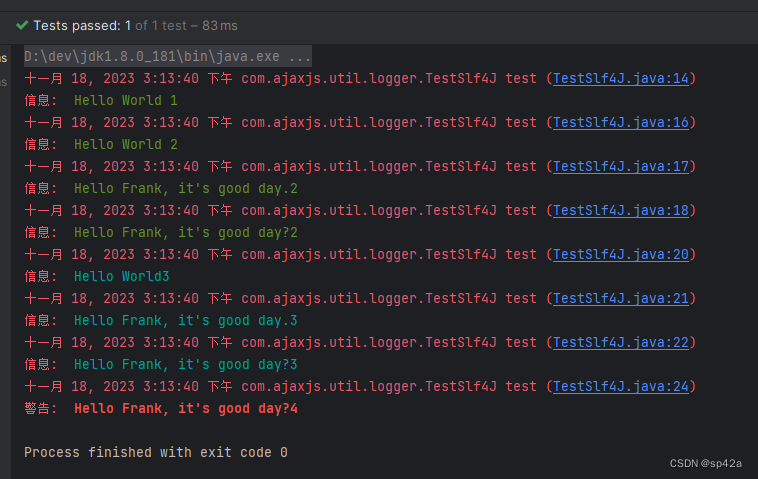 Tests passed: 1 of 1 test – 83 ms
D:\dev\jdk1.8.0_181\bin\java.exe ...
十一月 18, 2023 3:13:40 下午 com.ajaxjs.util.logger.TestSlf4J test (TestSlf4J.java:14)
信息: Hello World 1
十一月 18, 2023 3:13:40 下午 com.ajaxjs.util.logger.TestSlf4J test (TestSlf4J.java:16)
信息: Hello World 2
十一月 18, 2023 3:13:40 下午 com.ajaxjs.util.logger.TestSlf4J test (TestSlf4J.java:17)
信息: Hello Frank, it's good day.2
十一月 18, 2023 3:13:40 下午 com.ajaxjs.util.logger.TestSlf4J test (TestSlf4J.java:18)
信息: Hello Frank, it's good day?2
十一月 18, 2023 3:13:40 下午 com.ajaxjs.util.logger.TestSlf4J test (TestSlf4J.java:20)
信息: Hello World3
十一月 18, 2023 3:13:40 下午 com.ajaxjs.util.logger.TestSlf4J test (TestSlf4J.java:21)
信息: Hello Frank, it's good day.3
十一月 18, 2023 3:13:40 下午 com.ajaxjs.util.logger.TestSlf4J test (TestSlf4J.java:22)
信息: Hello Frank, it's good day?3
十一月 18, 2023 3:13:40 下午 com.ajaxjs.util.logger.TestSlf4J test (TestSlf4J.java:24)
警告: Hello Frank, it's good day?4
Process finished with exit code 0
CSDN @sp42a